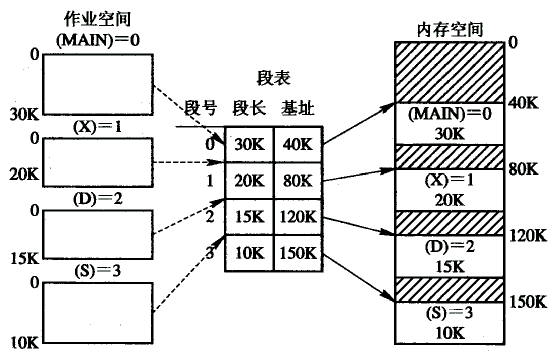 作业空间
(MAIN)=0
0
30K
(X)=1
0
20K
(D)=2
0
15K
(S)=3
0
10K
段表
段号 段长 基址
0 30K 40K
1 20K 80K
2 15K 120K
3 10K 150K
内存空间
0
40K
(MAIN)=0
30K
80K
(X)=1
20K
120K
(D)=2
15K
150K
(S)=3
10K